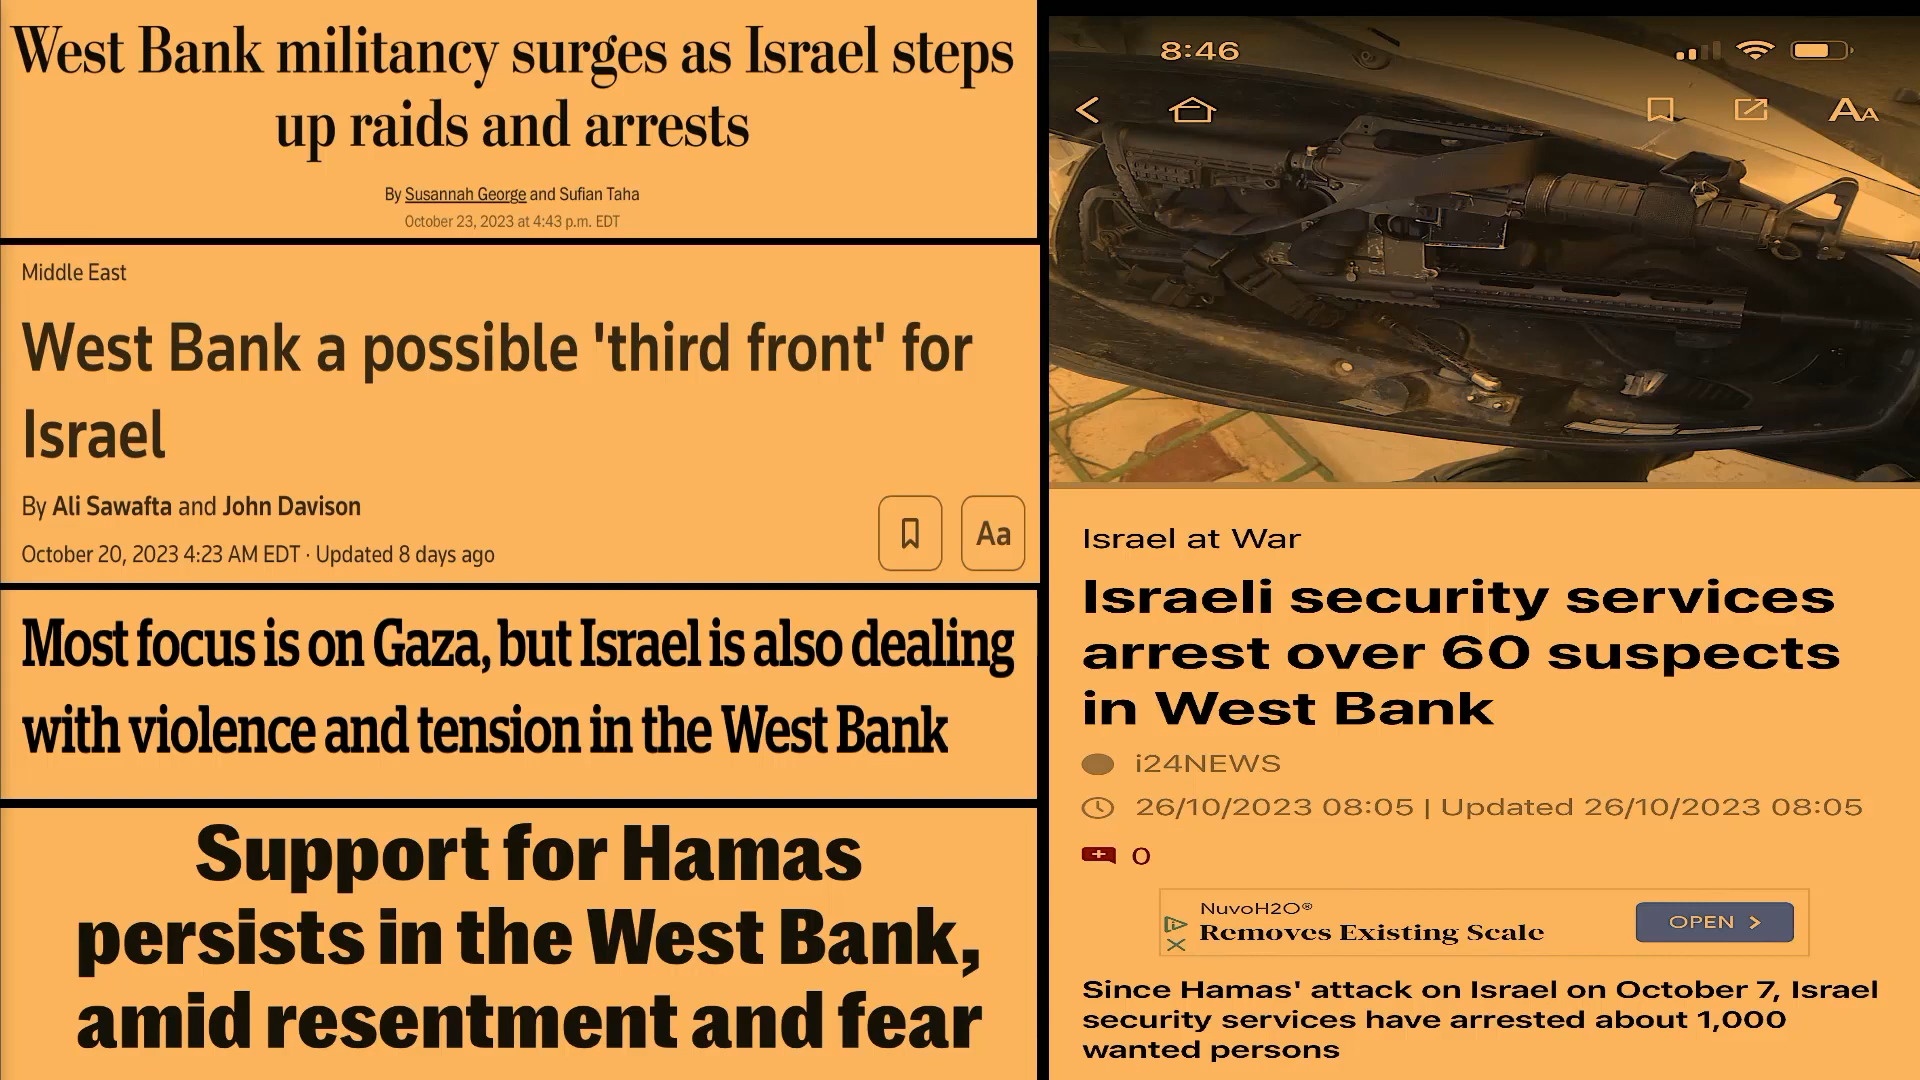 West Bank militancy surges as Israel steps
up raids and arrests
By Susannah George and Sufian Taha
October 23, 2023 at 4:43 p.m. EDT
Middle East
West Bank a possible 'third front' for
Israel
By Ali Sawafta and John Davison
October 20, 2023 4:23 AM EDT · Updated 8 days ago
Aa
Most focus is on Gaza, but Israel is also dealing
with violence and tension in the West Bank
Support for Hamas
persists in the West Bank,
amid resentment and fear
8:46
AA
Israel at War
Israeli security services
arrest over 60 suspects
in West Bank
i24NEWS
26/10/2023 08:05 | Updated 26/10/2023 08:05
0
NuvoH2O®
Removes Existing Scale
OPEN >
Since Hamas' attack on Israel on October 7, Israel
security services have arrested about 1,000
wanted persons